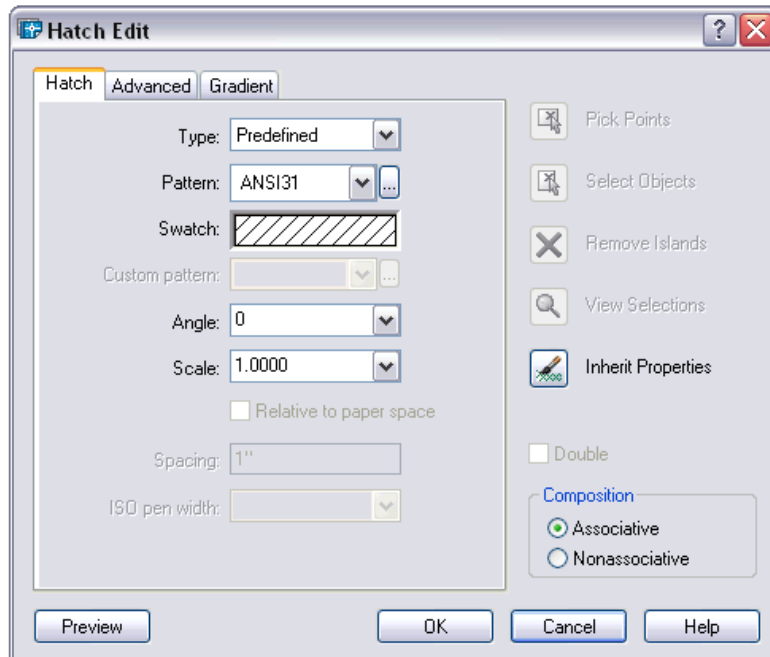 Hatch Edit
Hatch
Advanced
Gradient
Type: Predefined
Pattern: ANSI31 ...
Swatch:
Custom pattern: ...
Angle: 0
Scale: 1.0000
Relative to paper space
Spacing: 1"
ISO pen width:
Pick Points
Select Objects
Remove Islands
View Selections
Inherit Properties
Double
Composition
Associative
Nonassociative
Preview
OK
Cancel
Help